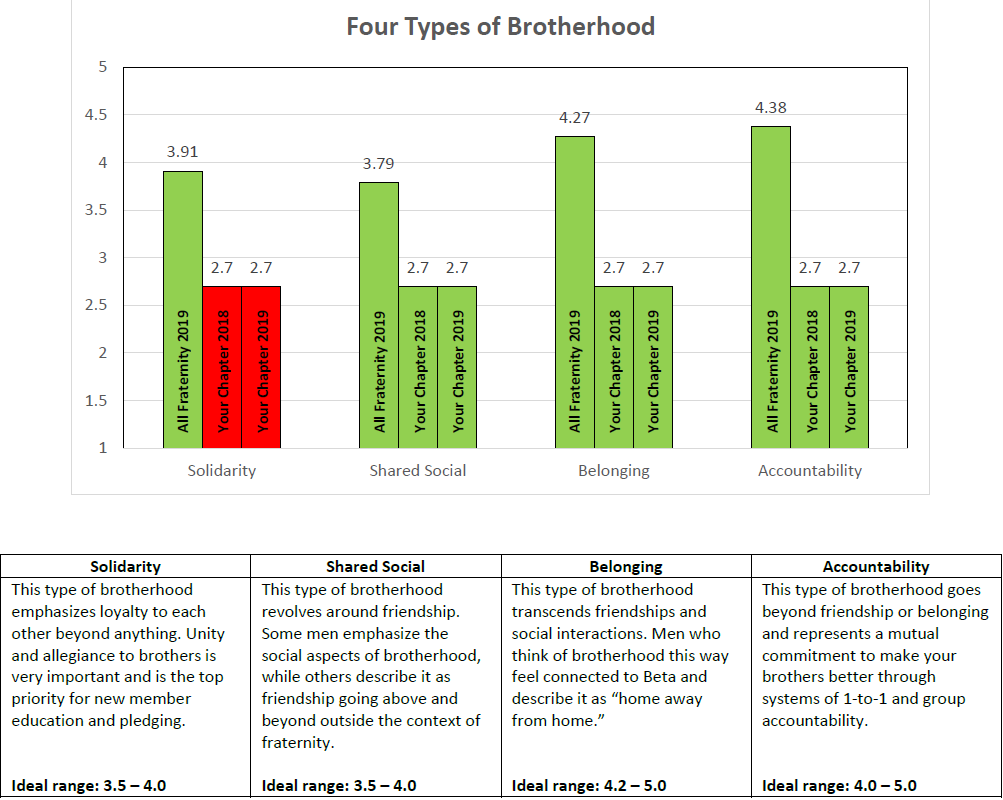 Four Types of Brotherhood
5
4.5
4
3.5
3
2.5
2
1.5
1
3.91
2.7
2.7
3.79
2.7
2.7
4.27
2.7
2.7
4.38
2.7
2.7
All Fraternity 2019
Your Chapter 2018
Your Chapter 2019
All Fraternity 2019
Your Chapter 2018
Your Chapter 2019
All Fraternity 2019
Your Chapter 2018
Your Chapter 2019
All Fraternity 2019
Your Chapter 2018
Your Chapter 2019
Solidarity
Shared Social
Belonging
Accountability
Solidarity
This type of brotherhood
emphasizes loyalty to each
other beyond anything. Unity
and allegiance to brothers is
very important and is the top
priority for new member
education and pledging.
Ideal range: 3.5 – 4.0
Shared Social
This type of brotherhood
revolves around friendship.
Some men emphasize the
social aspects of brotherhood,
while others describe it as
friendship going above and
beyond outside the context of
fraternity.
Ideal range: 3.5 – 4.0
Belonging
This type of brotherhood
transcends friendships and
social interactions. Men who
think of brotherhood this way
feel connected to Beta and
describe it as “home away
from home.”
Ideal range: 4.2 – 5.0
Accountability
This type of brotherhood goes
beyond friendship or belonging
and represents a mutual
commitment to make your
brothers better through
systems of 1-to-1 and group
accountability.
Ideal range: 4.0 – 5.0